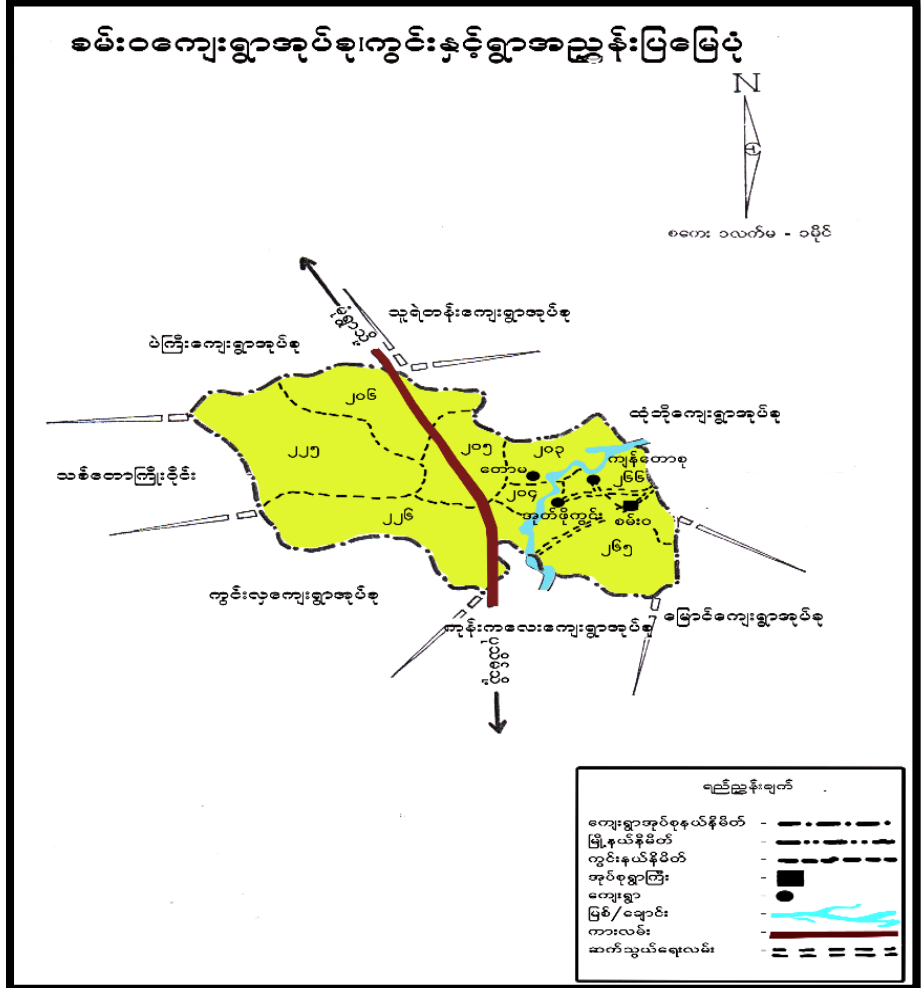 စမ်းဝကျေးရွာအုပ်စု၊ကွင်းနှင့်ရွာအညွှန်းပြမြေပုံ
N
စကေး ၁လက်မ - ၁မိုင်
မုံရွာသို့
သူရဲတန်းကျေးရွာအုပ်စု
ပဲကြီးကျေးရွာအုပ်စု
၂၀၆
ထုံဘိုကျေးရွာအုပ်စု
၂၂၅
၂၀၅
၂၀၃
ကျန်တောစု
တောမ
သစ်တောကြိုးဝိုင်း
၂၆၆
၂၀၄
၂၂၆
အုတ်ဖိုကွင်း
စမ်းဝ
၂၆၅
ကွင်းလှကျေးရွာအုပ်စု
မြောင်ကျေးရွာအုပ်စု
ကုန်းကလေးကျေးရွာအုပ်စု
ရည်ညွှန်းချက်
ကျေးရွာအုပ်စုနယ်နိမိတ် -
မြို့နယ်နိမိတ် -
ကွင်းနယ်နိမိတ် -
အုပ်စုရွာကြီး -
ကျေးရွာ -
မြစ်/ချောင်း -
ကားလမ်း -
ဆက်သွယ်ရေးလမ်း -